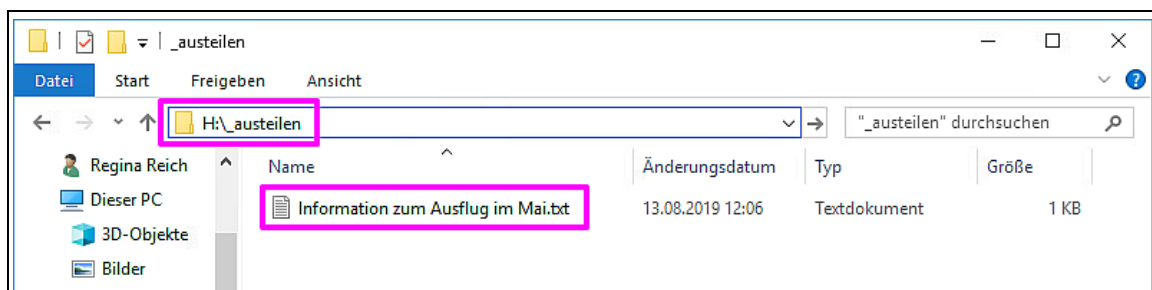 _austeilen
Datei Start Freigeben Ansicht
H:\_austeilen "_austeilen" durchsuchen
Regina Reich Name Änderungsdatum Typ Größe
Dieser PC Information zum Ausflug im Mai.txt 13.08.2019 12:06 Textdokument 1 KB
3D-Objekte
Bilder